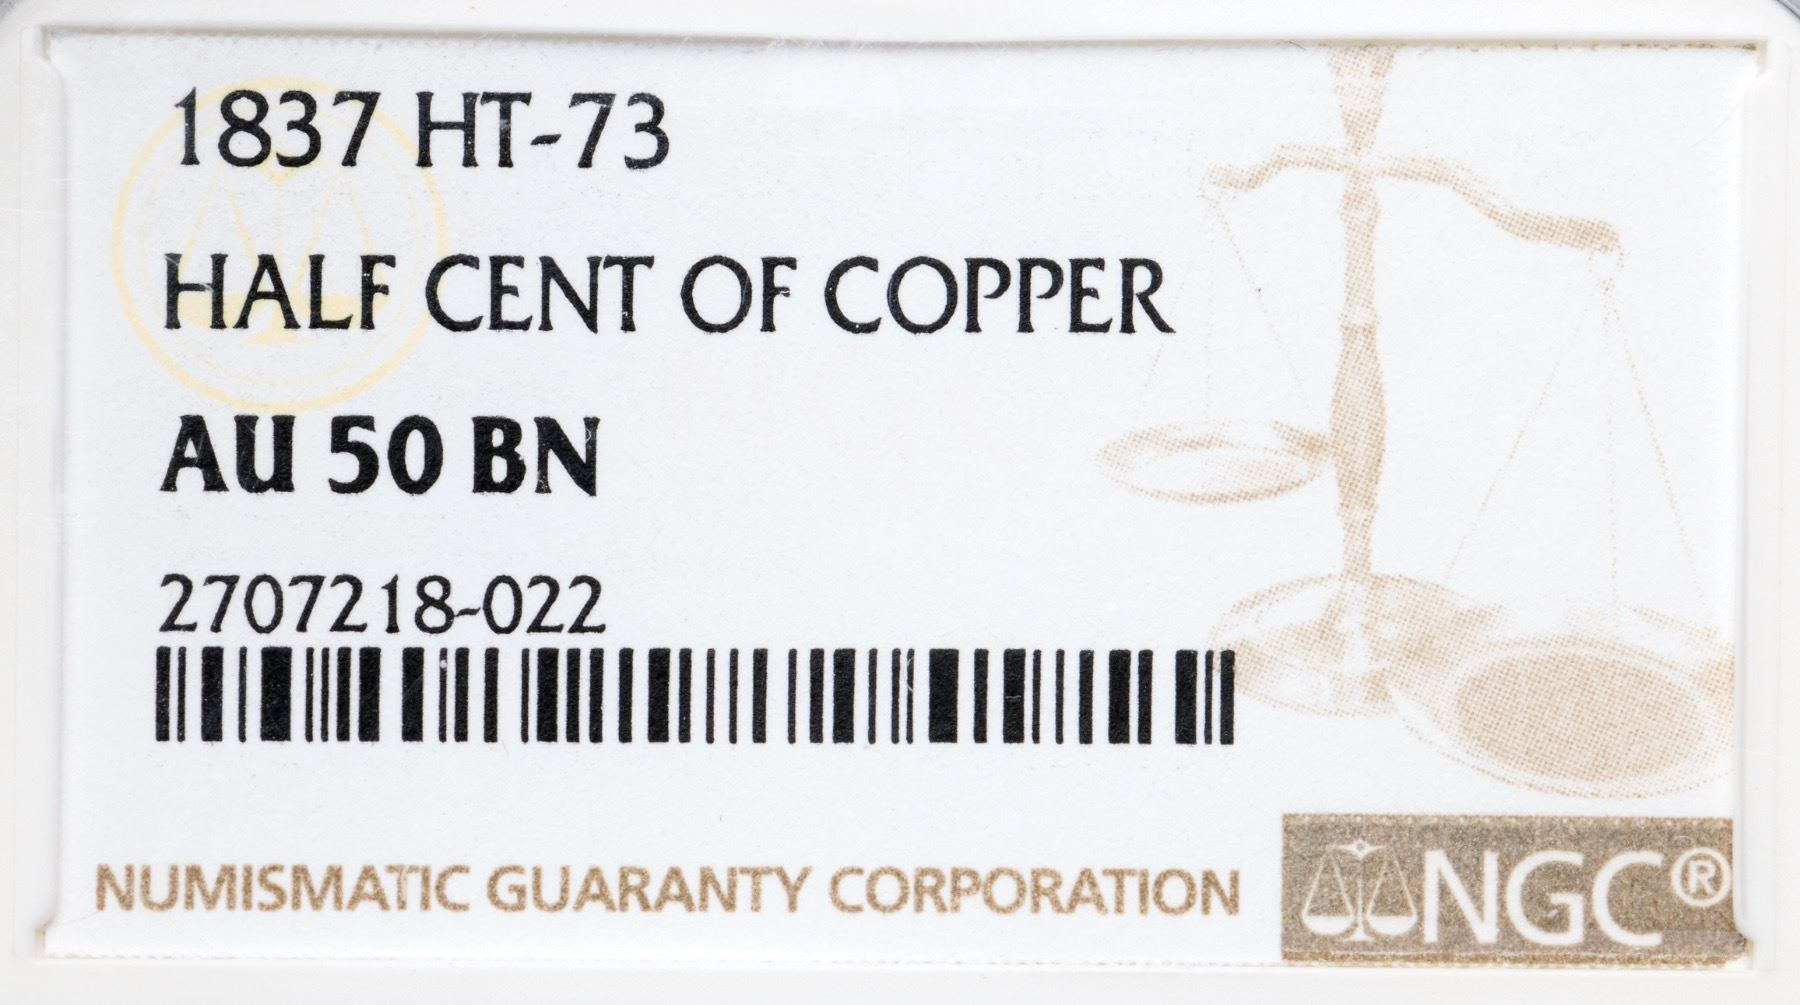 1837 HT-73
HALF CENT OF COPPER
AU 50 BN
2707218-022
NUMISMATIC GUARANTY CORPORATION
NGC®